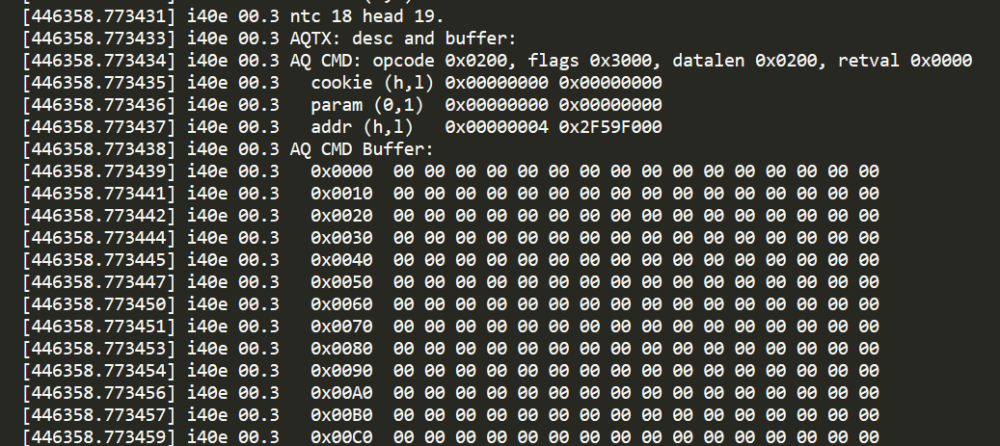 [446358.773431] i40e 00.3 ntc 18 head 19.
[446358.773433] i40e 00.3 AQTX: desc and buffer:
[446358.773434] i40e 00.3 AQ CMD: opcode 0x0200, flags 0x3000, datalen 0x0200, retval 0x0000
[446358.773435] i40e 00.3   cookie (h,l) 0x00000000 0x00000000
[446358.773436] i40e 00.3   param (0,1)  0x00000000 0x00000000
[446358.773437] i40e 00.3   addr (h,l)   0x00000004 0x2F59F000
[446358.773438] i40e 00.3 AQ CMD Buffer:
[446358.773439] i40e 00.3   0x0000  00 00 00 00 00 00 00 00 00 00 00 00 00 00 00 00
[446358.773441] i40e 00.3   0x0010  00 00 00 00 00 00 00 00 00 00 00 00 00 00 00 00
[446358.773442] i40e 00.3   0x0020  00 00 00 00 00 00 00 00 00 00 00 00 00 00 00 00
[446358.773444] i40e 00.3   0x0030  00 00 00 00 00 00 00 00 00 00 00 00 00 00 00 00
[446358.773445] i40e 00.3   0x0040  00 00 00 00 00 00 00 00 00 00 00 00 00 00 00 00
[446358.773447] i40e 00.3   0x0050  00 00 00 00 00 00 00 00 00 00 00 00 00 00 00 00
[446358.773450] i40e 00.3   0x0060  00 00 00 00 00 00 00 00 00 00 00 00 00 00 00 00
[446358.773451] i40e 00.3   0x0070  00 00 00 00 00 00 00 00 00 00 00 00 00 00 00 00
[446358.773453] i40e 00.3   0x0080  00 00 00 00 00 00 00 00 00 00 00 00 00 00 00 00
[446358.773454] i40e 00.3   0x0090  00 00 00 00 00 00 00 00 00 00 00 00 00 00 00 00
[446358.773456] i40e 00.3   0x00A0  00 00 00 00 00 00 00 00 00 00 00 00 00 00 00 00
[446358.773457] i40e 00.3   0x00B0  00 00 00 00 00 00 00 00 00 00 00 00 00 00 00 00
[446358.773459] i40e 00.3   0x00C0  00 00 00 00 00 00 00 00 00 00 00 00 00 00 00 00